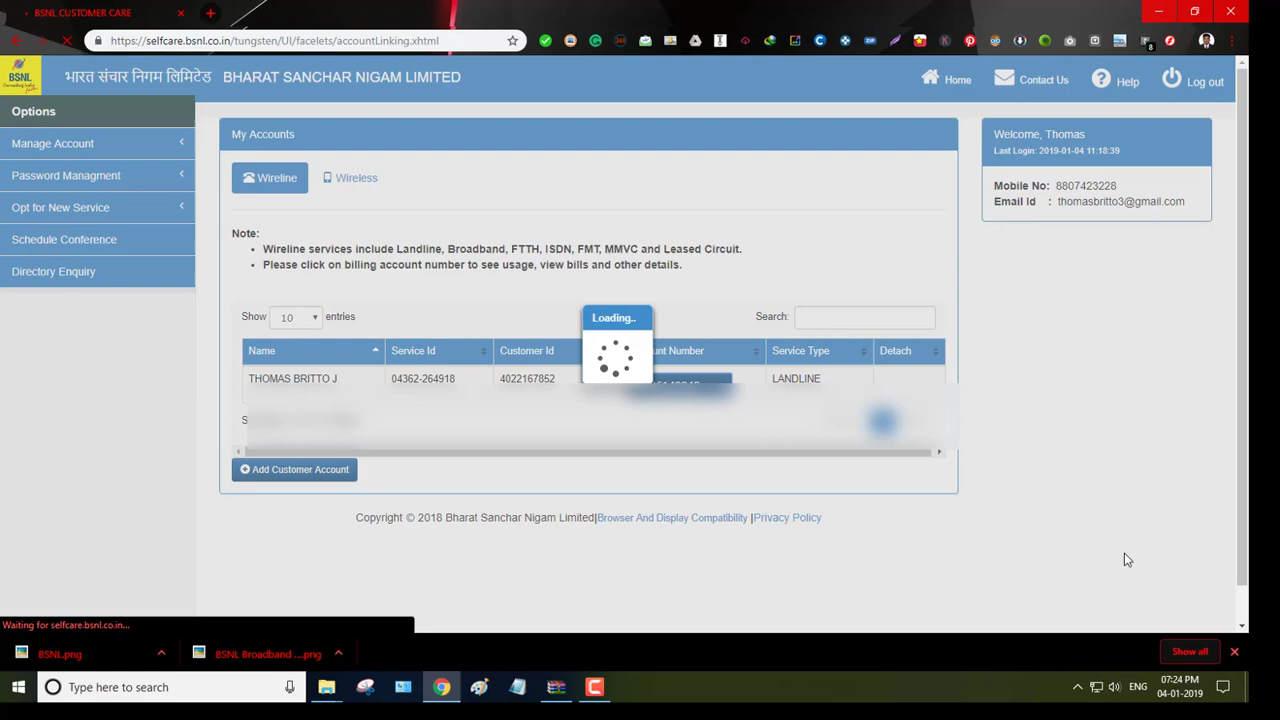 BSNL CUSTOMER CARE
https://selfcare.bsnl.co.in/tungsten/UI/facelets/accountLinking.xhtml
BSNL
भारत संचार निगम लिमिटेड BHARAT SANCHAR NIGAM LIMITED
Home
Contact Us
Help
Log out
Options
Manage Account
Password Managment
Opt for New Service
Schedule Conference
Directory Enquiry
My Accounts
Wireline
Wireless
Note:
Wireline services include Landline, Broadband, FTTH, ISDN, FMT, MMVC and Leased Circuit.
Please click on billing account number to see usage, view bills and other details.
Show 10 entries
Search:
Loading..
Name Service Id Customer Id unt Number Service Type Detach
THOMAS BRITTO J 04362-264918 4022167852 LANDLINE
Add Customer Account
Copyright © 2018 Bharat Sanchar Nigam Limited|Browser And Display Compatibility |Privacy Policy
Welcome, Thomas
Last Login: 2019-01-04 11:18:39
Mobile No: 8807423228
Email Id : thomasbritto3@gmail.com
Waiting for selfcare.bsnl.co.in...
BSNL.png
BSNL Broadband ....png
Show all
Type here to search
ENG
07:24 PM
04-01-2019